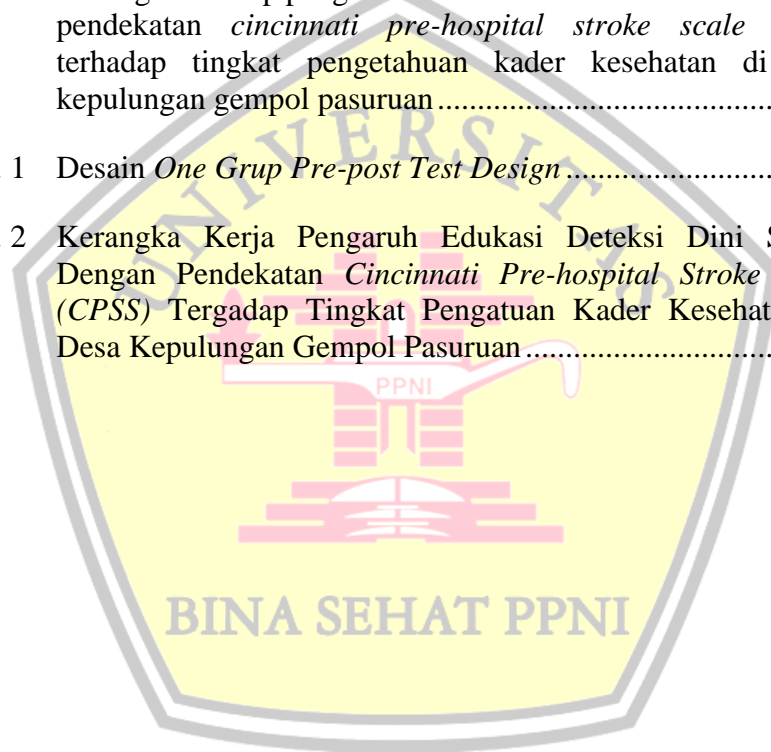 pendekatan cincinnati pre-hospital stroke scale
terhadap tingkat pengetahuan kader kesehatan di
kepulungan gempol pasuruan
1 Desain One Grup Pre-post Test Design
2 Kerangka Kerja Pengaruh Edukasi Deteksi Dini
Dengan Pendekatan Cincinnati Pre-hospital Stroke
(CPSS) Tergadap Tingkat Pengatuan Kader Kesehat
Desa Kepulungan Gempol Pasuruan
UNIVERSITAS
PPNI
BINA SEHAT PPNI